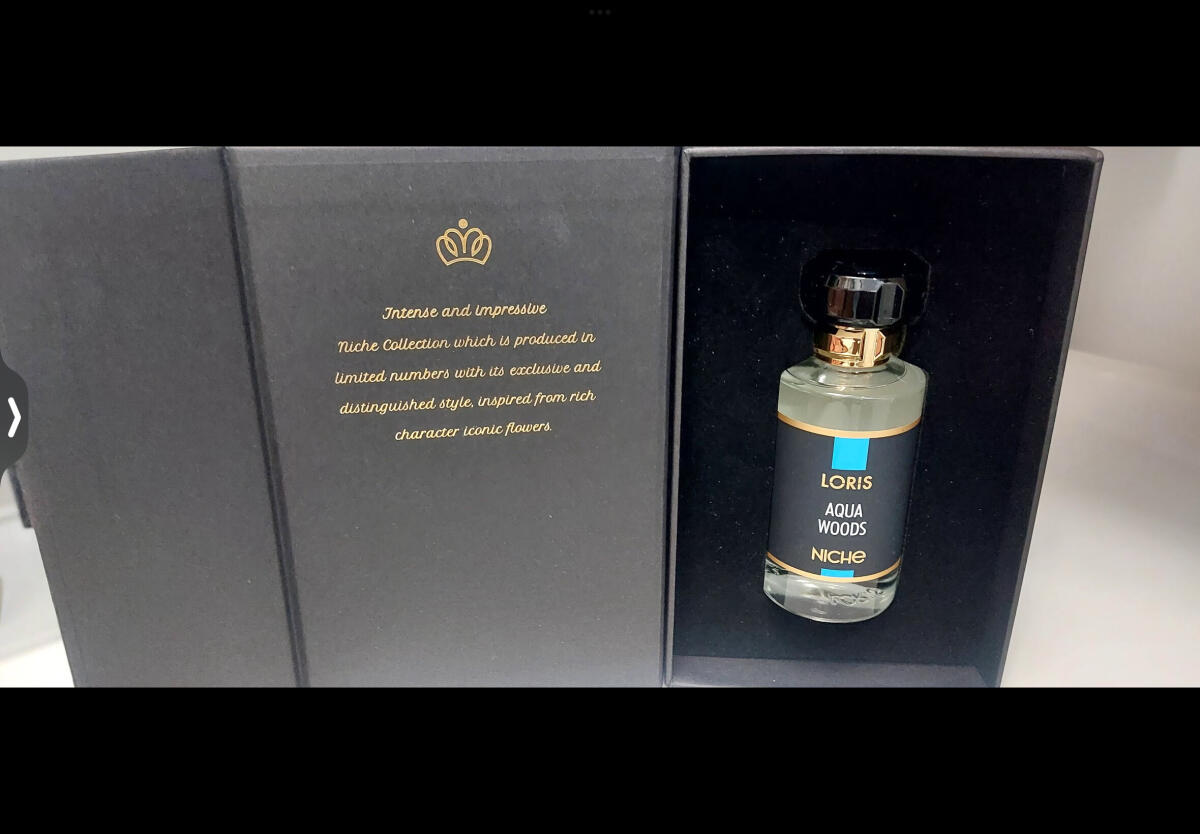 Intense and impressive
Niche Collection which is produced in
limited numbers with its exclusive and
distinguished style, inspired from rich
character iconic flowers.
LORIS
AQUA
WOODS
NICHE